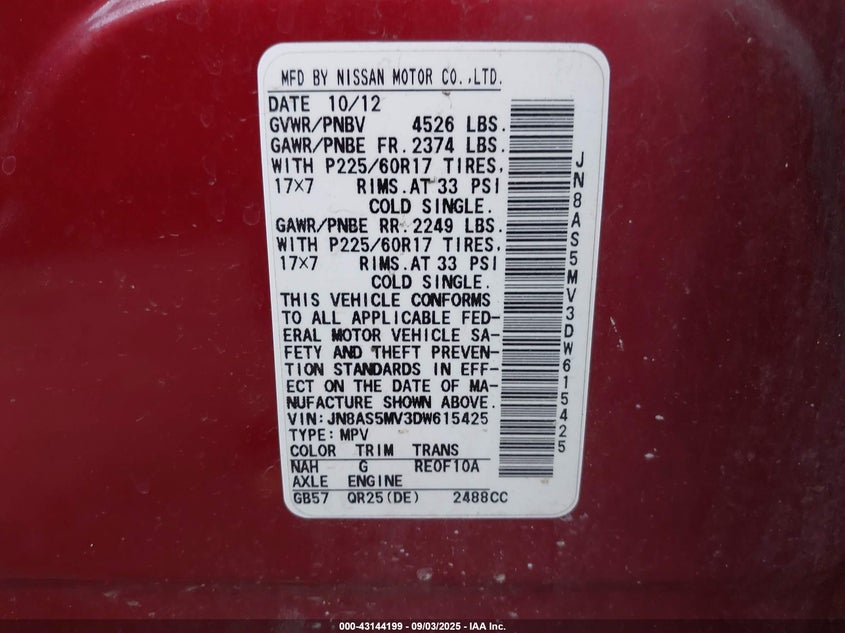 MFD BY NISSAN MOTOR CO.,LTD.
DATE 10/12
GVWR/PNBV 4526 LBS.
GAWR/PNBE FR. 2374 LBS.
WITH P225/60R17 TIRES,
17×7 RIMS. AT 33 PSI
COLD SINGLE.
GAWR/PNBE RR. 2249 LBS.
WITH P225/60R17 TIRES,
17×7 RIMS. AT 33 PSI
COLD SINGLE.
THIS VEHICLE CONFORMS
TO ALL APPLICABLE FED-
ERAL MOTOR VEHICLE SA-
FETY AND THEFT PREVEN-
TION STANDARDS IN EFF-
ECT ON THE DATE OF MA-
NUFACTURE SHOWN ABOVE.
VIN: JN8AS5MV3DW615425
TYPE: MPV
COLOR TRIM TRANS
NAH G RE0F10A
AXLE ENGINE
GB57 QR25(DE) 2488CC
JN8AS5MV3DW615425
000-43144199 - 09/03/2025 - IAA Inc.